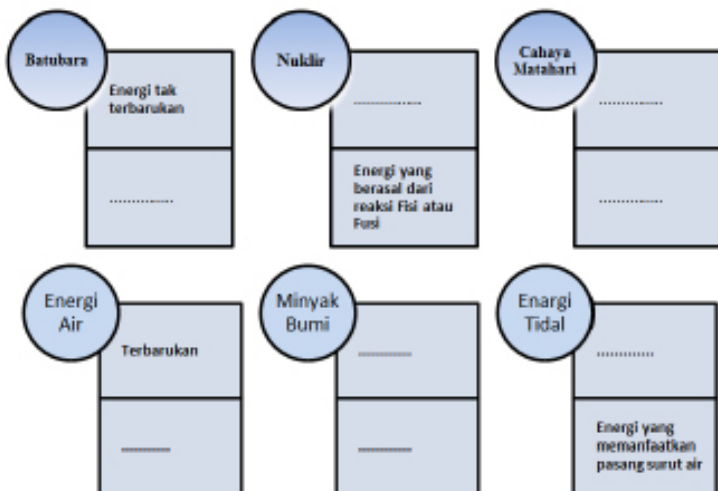 Batubara
Energi tak
terbarukan
................
Nuklir
................
Energi yang
berasal dari
reaksi Fisi atau
Fusi
Cahaya
Matahari
................
................
Energi
Air
Terbarukan
................
Minyak
Bumi
................
................
Enargi
Tidal
................
Energi yang
memanfaatkan
pasang surut air